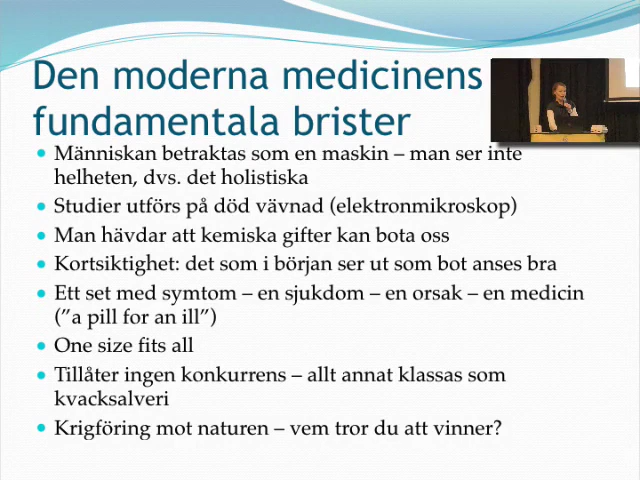 Den moderna medicinens
fundamentala brister
• Människan betraktas som en maskin – man ser inte
helheten, dvs. det holistiska
• Studier utförs på död vävnad (elektronmikroskop)
• Man hävdar att kemiska gifter kan bota oss
• Kortsiktighet: det som i början ser ut som bot anses bra
• Ett set med symtom – en sjukdom – en orsak – en medicin
(”a pill for an ill”)
• One size fits all
• Tillåter ingen konkurrens – allt annat klassas som
kvacksalveri
• Krigföring mot naturen – vem tror du att vinner?